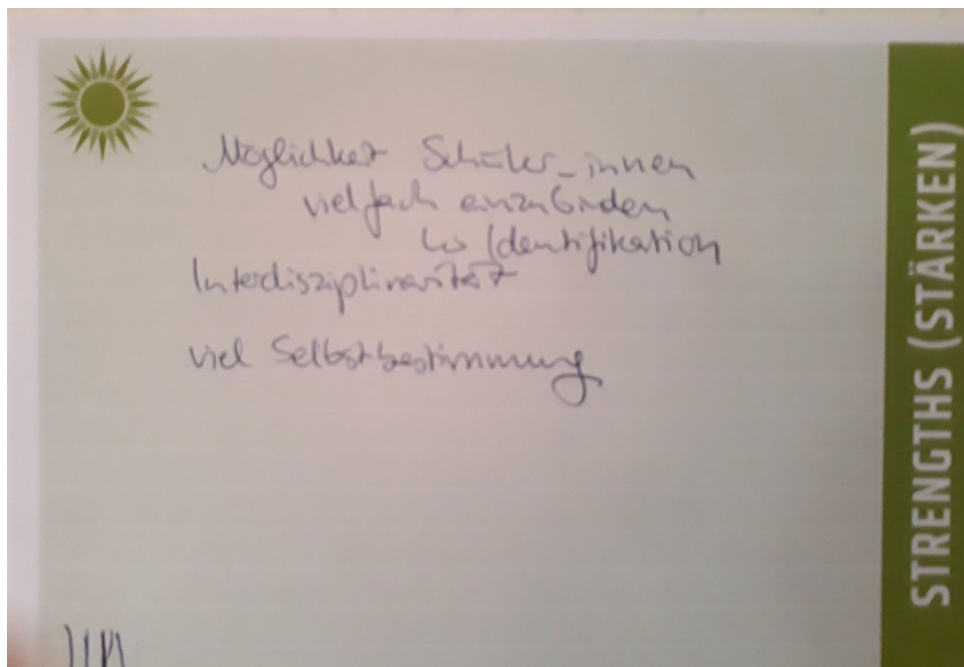 Möglichkeit Schüler_innen
vielfach einzubinden
↳ Identifikation
Interdisziplinarität
viel Selbstbestimmung
STRENGTHS (STÄRKEN)